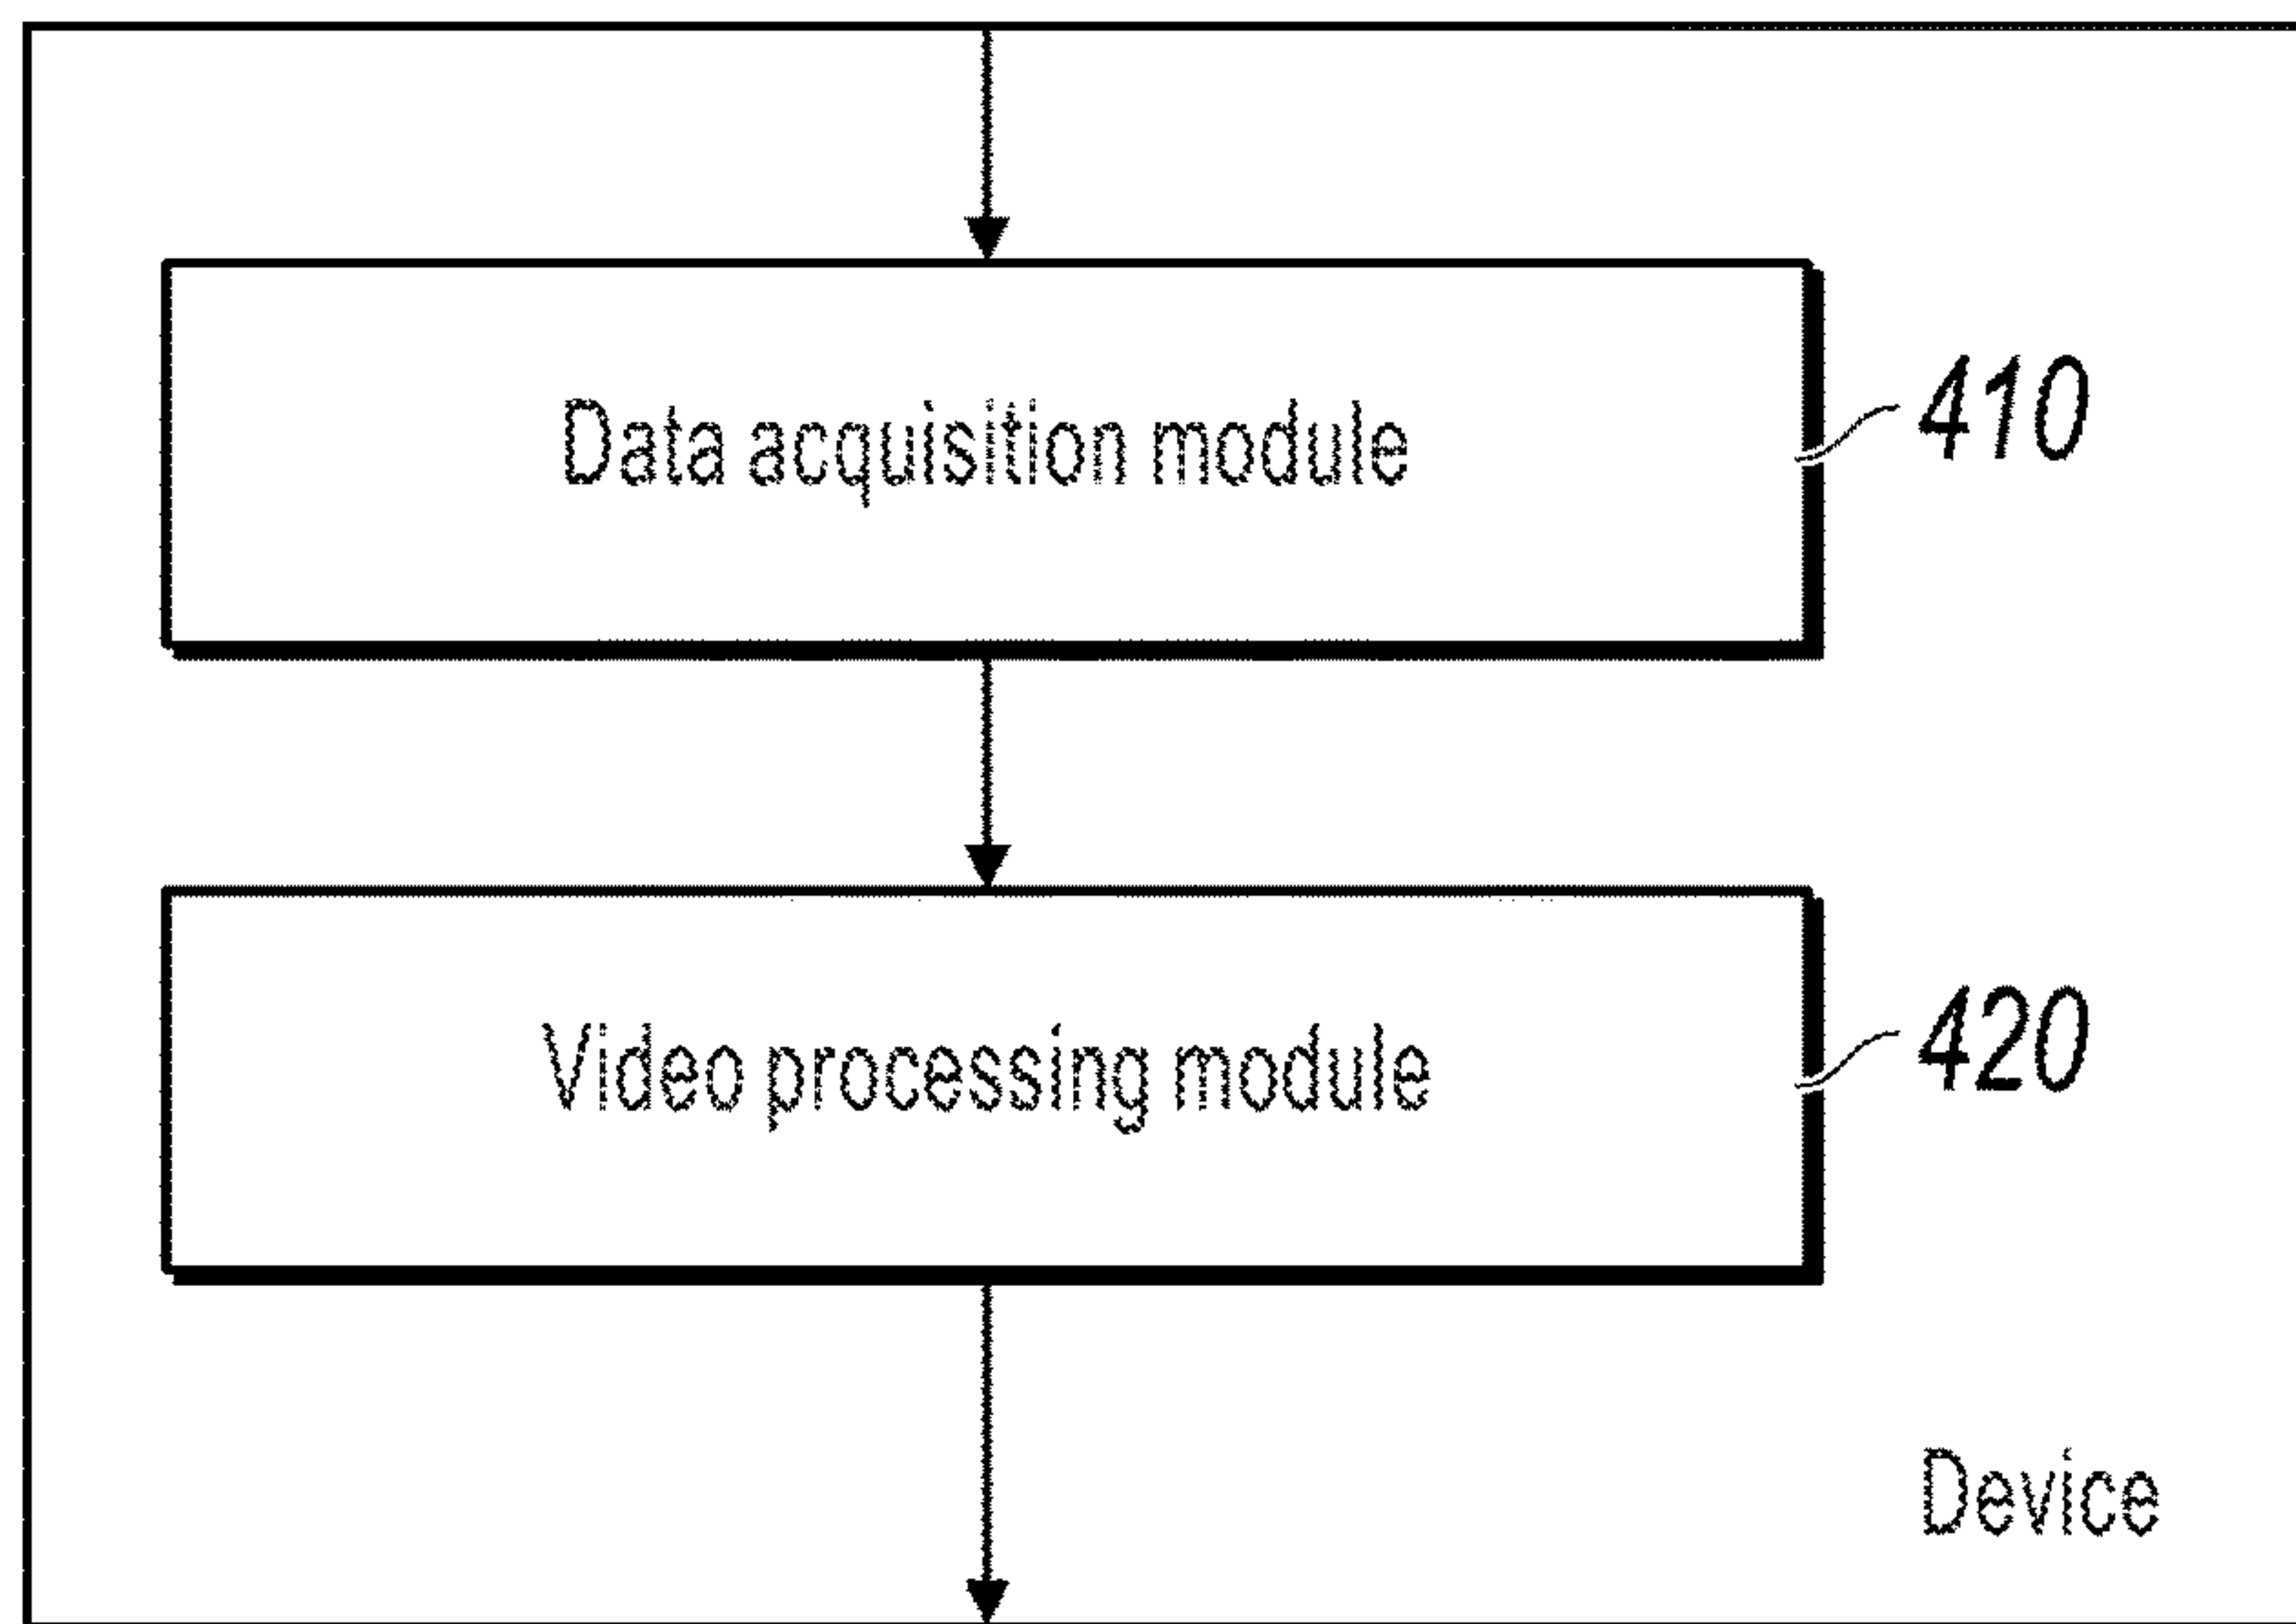 Data acquisition module
410
Video processing module
420
Device